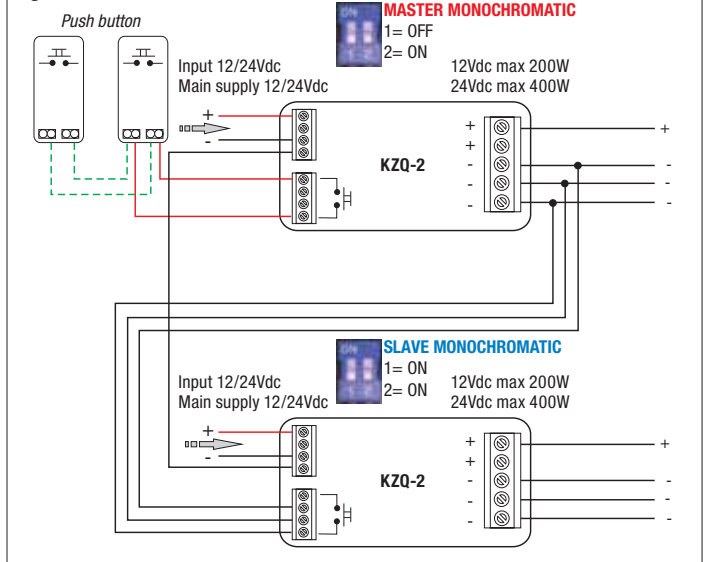 Push button
MASTER MONOCHROMATIC
1= OFF
2= ON
Input 12/24Vdc
Main supply 12/24Vdc
12Vdc max 200W
24Vdc max 400W
+
-
KZQ-2
+
+
-
-
-
+
-
-
-
SLAVE MONOCHROMATIC
1= ON
2= ON
Input 12/24Vdc
Main supply 12/24Vdc
12Vdc max 200W
24Vdc max 400W
+
-
KZQ-2
+
+
-
-
-
+
-
-
-